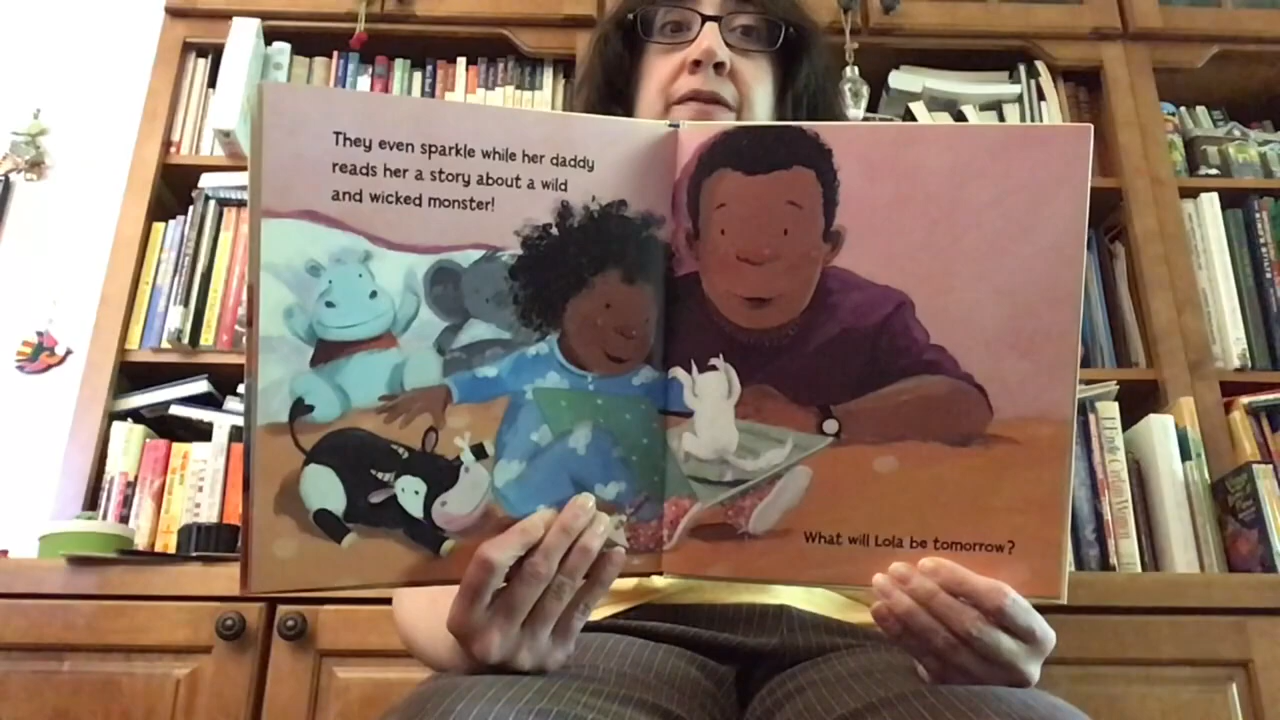 They even sparkle while her daddy
reads her a story about a wild
and wicked monster!
What will Lola be tomorrow?